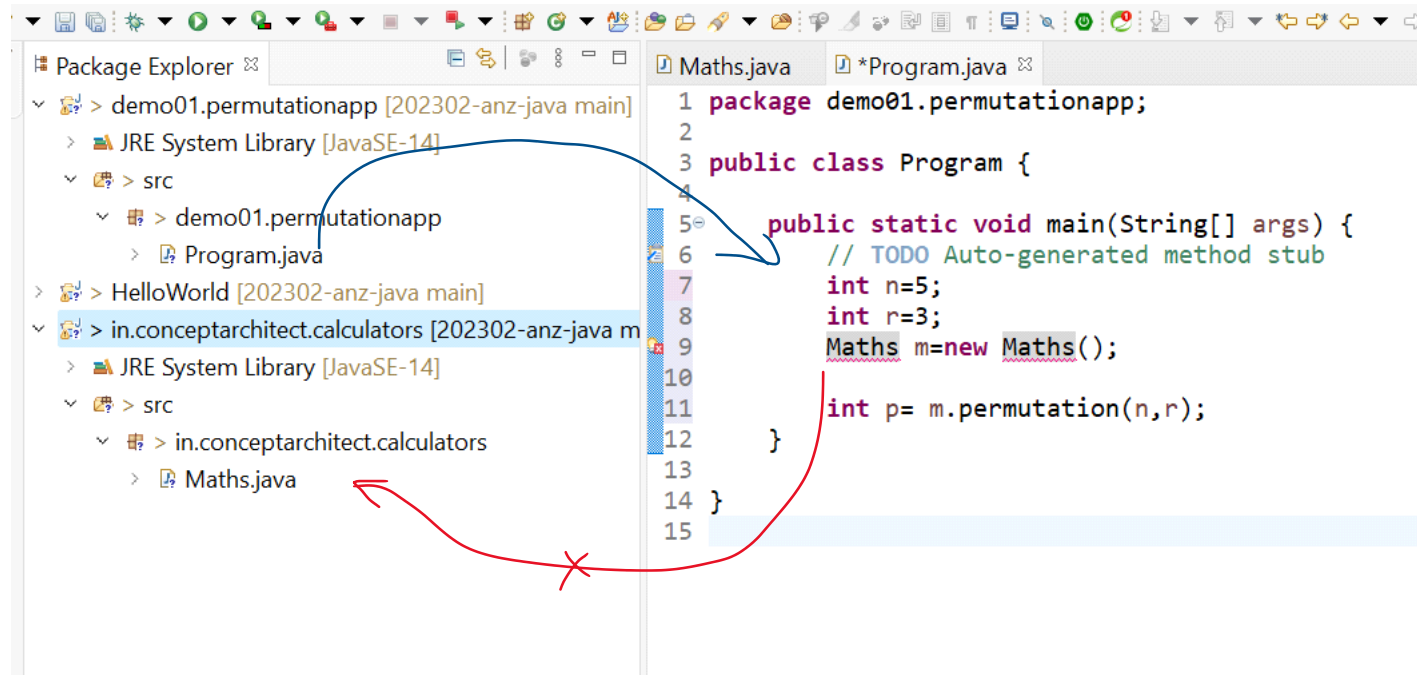 Package Explorer
> demo01.permutationapp [202302-anz-java main]
JRE System Library [JavaSE-14]
> src
> demo01.permutationapp
Program.java
> HelloWorld [202302-anz-java main]
> in.conceptarchitect.calculators [202302-anz-java m
JRE System Library [JavaSE-14]
> src
> in.conceptarchitect.calculators
Maths.java
Maths.java *Program.java
1 package demo01.permutationapp;
2
3 public class Program {
4
5 public static void main(String[] args) {
6 // TODO Auto-generated method stub
7 int n=5;
8 int r=3;
9 Maths m=new Maths();
10
11 int p= m.permutation(n,r);
12 }
13
14 }
15